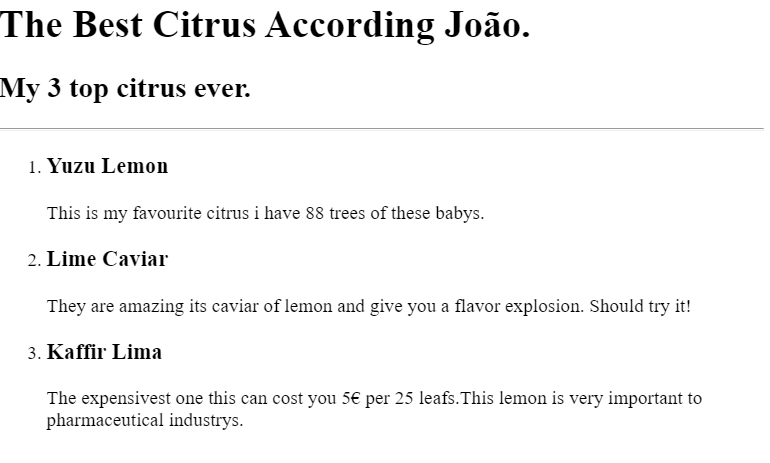 The Best Citrus According João.
My 3 top citrus ever.
1. Yuzu Lemon
This is my favourite citrus i have 88 trees of these babys.
2. Lime Caviar
They are amazing its caviar of lemon and give you a flavor explosion. Should try it!
3. Kaffir Lima
The expensivest one this can cost you 5€ per 25 leafs.This lemon is very important to
pharmaceutical industrys.